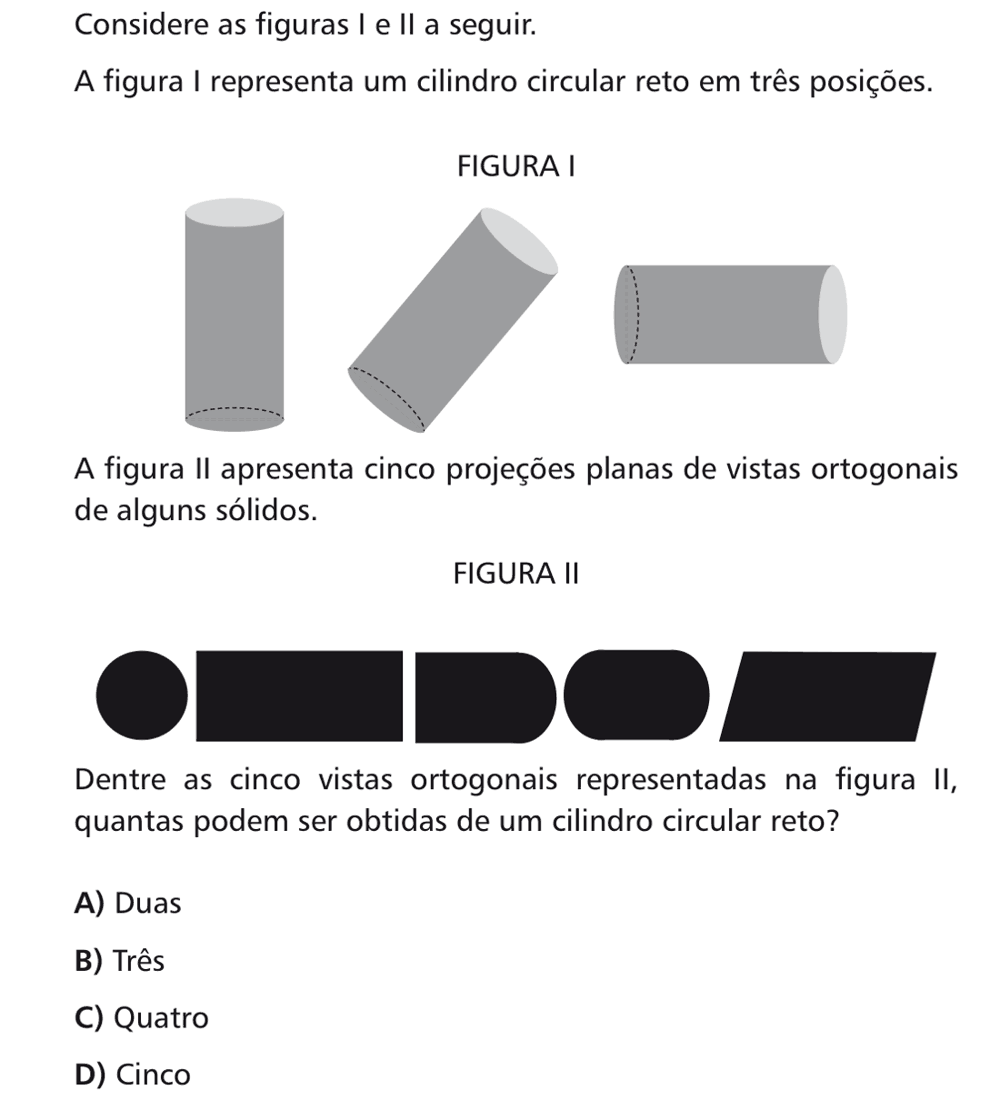 Considere as figuras I e II a seguir.
A figura I representa um cilindro circular reto em três posições.
FIGURA I
A figura II apresenta cinco projeções planas de vistas ortogonais
de alguns sólidos.
FIGURA II
Dentre as cinco vistas ortogonais representadas na figura II,
quantas podem ser obtidas de um cilindro circular reto?
A) Duas
B) Três
C) Quatro
D) Cinco